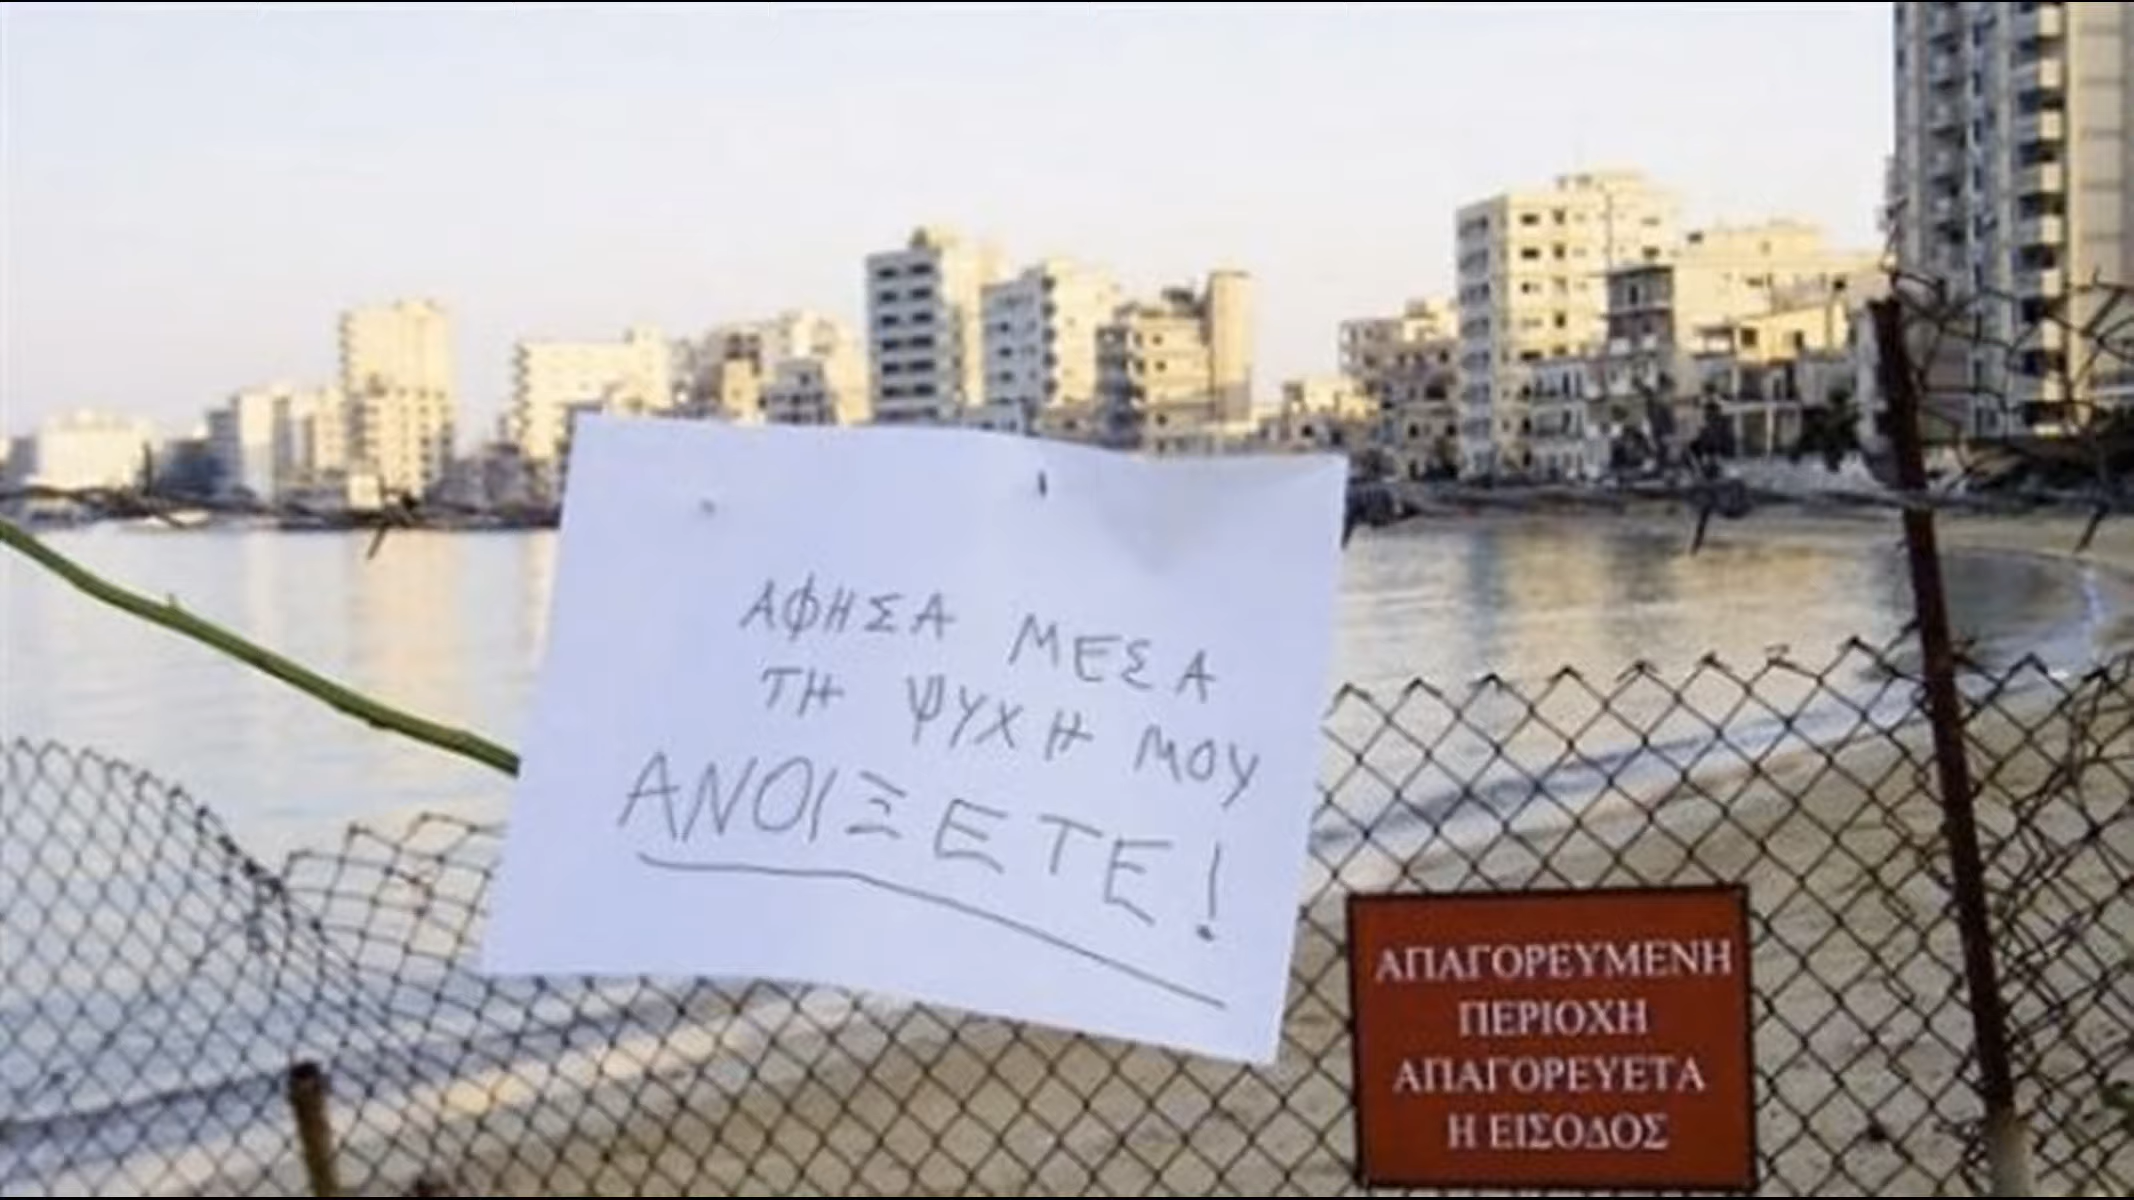 ΑΦΗΣΑ ΜΕΣΑ
ΤΗ ΨΥΧΗ ΜΟΥ
ΑΝΟΙΞΕΤΕ!
ΑΠΑΓΟΡΕΥΜΕΝΗ
ΠΕΡΙΟΧΗ
ΑΠΑΓΟΡΕΥΕΤΑ
Η ΕΙΣΟΔΟΣ